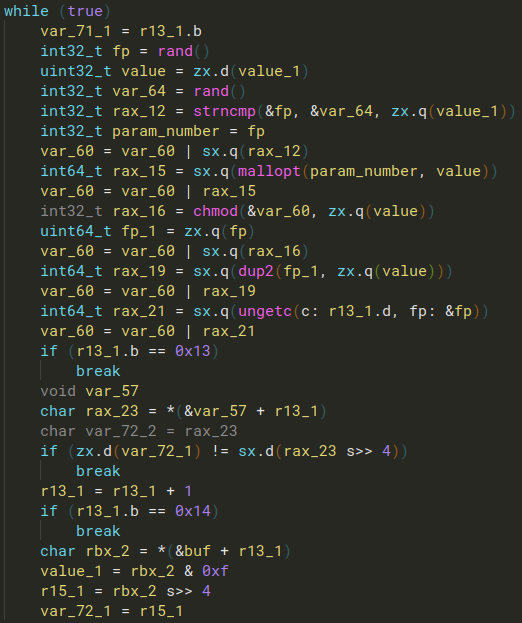 while (true)
var_71_1 = r13_1.b
int32_t fp = rand()
uint32_t value = zx.d(value_1)
int32_t var_64 = rand()
int32_t rax_12 = strncmp(&fp, &var_64, zx.q(value_1))
int32_t param_number = fp
var_60 = var_60 | sx.q(rax_12)
int64_t rax_15 = sx.q(mallopt(param_number, value))
var_60 = var_60 | rax_15
int32_t rax_16 = chmod(&var_60, zx.q(value))
uint64_t fp_1 = zx.q(fp)
var_60 = var_60 | sx.q(rax_16)
int64_t rax_19 = sx.q(dup2(fp_1, zx.q(value)))
var_60 = var_60 | rax_19
int64_t rax_21 = sx.q(ungetc(c: r13_1.d, fp: &fp))
var_60 = var_60 | rax_21
if (r13_1.b == 0x13)
break
void var_57
char rax_23 = *(&var_57 + r13_1)
char var_72_2 = rax_23
if (zx.d(var_72_1) != sx.d(rax_23 s>> 4))
break
r13_1 = r13_1 + 1
if (r13_1.b == 0x14)
break
char rbx_2 = *(&buf + r13_1)
value_1 = rbx_2 & 0xf
r15_1 = rbx_2 s>> 4
var_72_1 = r15_1